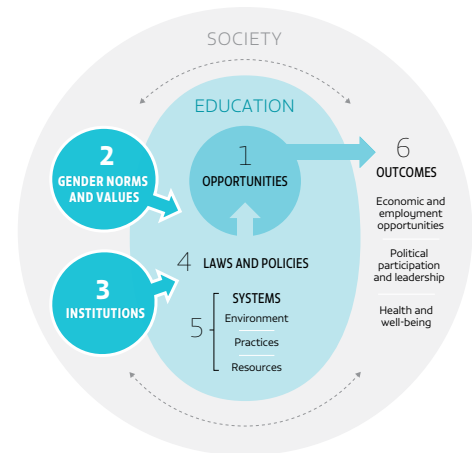 SOCIETY
EDUCATION
1
OPPORTUNITIES
2
GENDER NORMS
AND VALUES
3
INSTITUTIONS
4 LAWS AND POLICIES
5
SYSTEMS
Environment
Practices
Resources
6
OUTCOMES
Economic and
employment
opportunities
Political
participation
and leadership
Health and
well-being